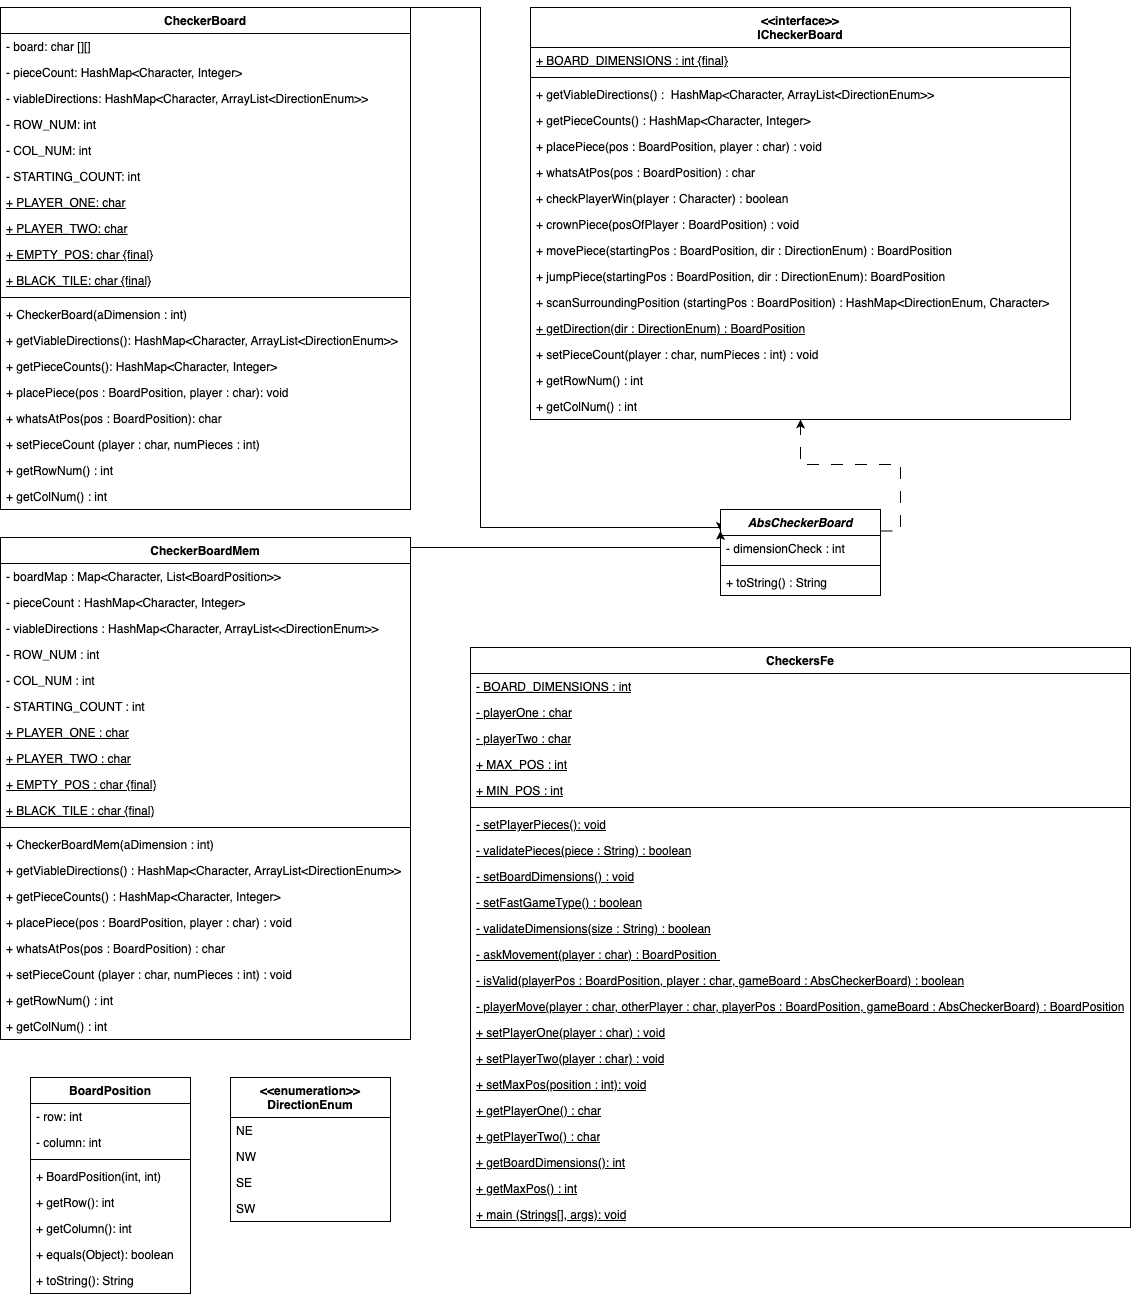 CheckerBoard
- board: char [][]
- pieceCount: HashMap<Character, Integer>
- viableDirections: HashMap<Character, ArrayList<DirectionEnum>>
- ROW_NUM: int
- COL_NUM: int
- STARTING_COUNT: int
+ PLAYER_ONE: char
+ PLAYER_TWO: char
+ EMPTY_POS: char {final}
+ BLACK_TILE: char {final}
+ CheckerBoard(aDimension : int)
+ getViableDirections(): HashMap<Character, ArrayList<DirectionEnum>>
+ getPieceCounts(): HashMap<Character, Integer>
+ placePiece(pos : BoardPosition, player : char): void
+ whatsAtPos(pos : BoardPosition): char
+ setPieceCount (player : char, numPieces : int)
+ getRowNum() : int
+ getColNum() : int
<<interface>>
ICheckerBoard
+ BOARD_DIMENSIONS : int {final}
+ getViableDirections() :  HashMap<Character, ArrayList<DirectionEnum>>
+ getPieceCounts() : HashMap<Character, Integer>
+ placePiece(pos : BoardPosition, player : char) : void
+ whatsAtPos(pos : BoardPosition) : char
+ checkPlayerWin(player : Character) : boolean
+ crownPiece(posOfPlayer : BoardPosition) : void
+ movePiece(startingPos : BoardPosition, dir : DirectionEnum) : BoardPosition
+ jumpPiece(startingPos : BoardPosition, dir : DirectionEnum): BoardPosition
+ scanSurroundingPosition (startingPos : BoardPosition) : HashMap<DirectionEnum, Character>
+ getDirection(dir : DirectionEnum) : BoardPosition
+ setPieceCount(player : char, numPieces : int) : void
+ getRowNum() : int
+ getColNum() : int
AbsCheckerBoard
- dimensionCheck : int
+ toString() : String
CheckerBoardMem
- boardMap : Map<Character, List<BoardPosition>>
- pieceCount : HashMap<Character, Integer>
- viableDirections : HashMap<Character, ArrayList<<DirectionEnum>>
- ROW_NUM : int
- COL_NUM : int
- STARTING_COUNT : int
+ PLAYER_ONE : char
+ PLAYER_TWO : char
+ EMPTY_POS : char {final}
+ BLACK_TILE : char {final}
+ CheckerBoardMem(aDimension : int)
+ getViableDirections() : HashMap<Character, ArrayList<DirectionEnum>>
+ getPieceCounts() : HashMap<Character, Integer>
+ placePiece(pos : BoardPosition, player : char) : void
+ whatsAtPos(pos : BoardPosition) : char
+ setPieceCount (player : char, numPieces : int) : void
+ getRowNum() : int
+ getColNum() : int
CheckersFe
- BOARD_DIMENSIONS : int
- playerOne : char
- playerTwo : char
+ MAX_POS : int
+ MIN_POS : int
- setPlayerPieces(): void
- validatePieces(piece : String) : boolean
- setBoardDimensions() : void
- setFastGameType() : boolean
- validateDimensions(size : String) : boolean
- askMovement(player : char) : BoardPosition
- isValid(playerPos : BoardPosition, player : char, gameBoard : AbsCheckerBoard) : boolean
- playerMove(player : char, otherPlayer : char, playerPos : BoardPosition, gameBoard : AbsCheckerBoard) : BoardPosition
+ setPlayerOne(player : char) : void
+ setPlayerTwo(player : char) : void
+ setMaxPos(position : int): void
+ getPlayerOne() : char
+ getPlayerTwo() : char
+ getBoardDimensions(): int
+ getMaxPos() : int
+ main (Strings[], args): void
BoardPosition
- row: int
- column: int
+ BoardPosition(int, int)
+ getRow(): int
+ getColumn(): int
+ equals(Object): boolean
+ toString(): String
<<enumeration>>
DirectionEnum
NE
NW
SE
SW